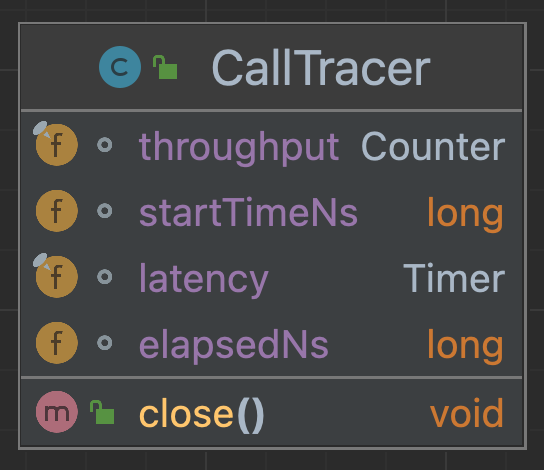 C CallTracer
f throughput Counter
f startTimeNs long
f latency Timer
f elapsedNs long
m close() void